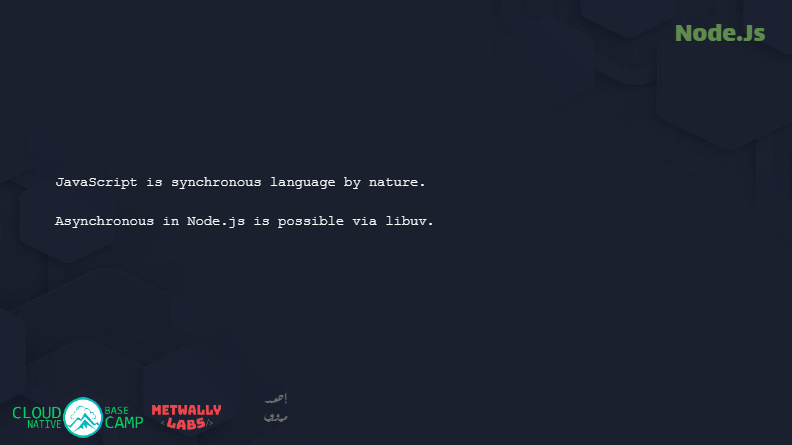 Node.Js
JavaScript is synchronous language by nature.
Asynchronous in Node.js is possible via libuv.
CLOUD NATIVE
BASE CAMP
METWALLY
<LABS/>
أحمد